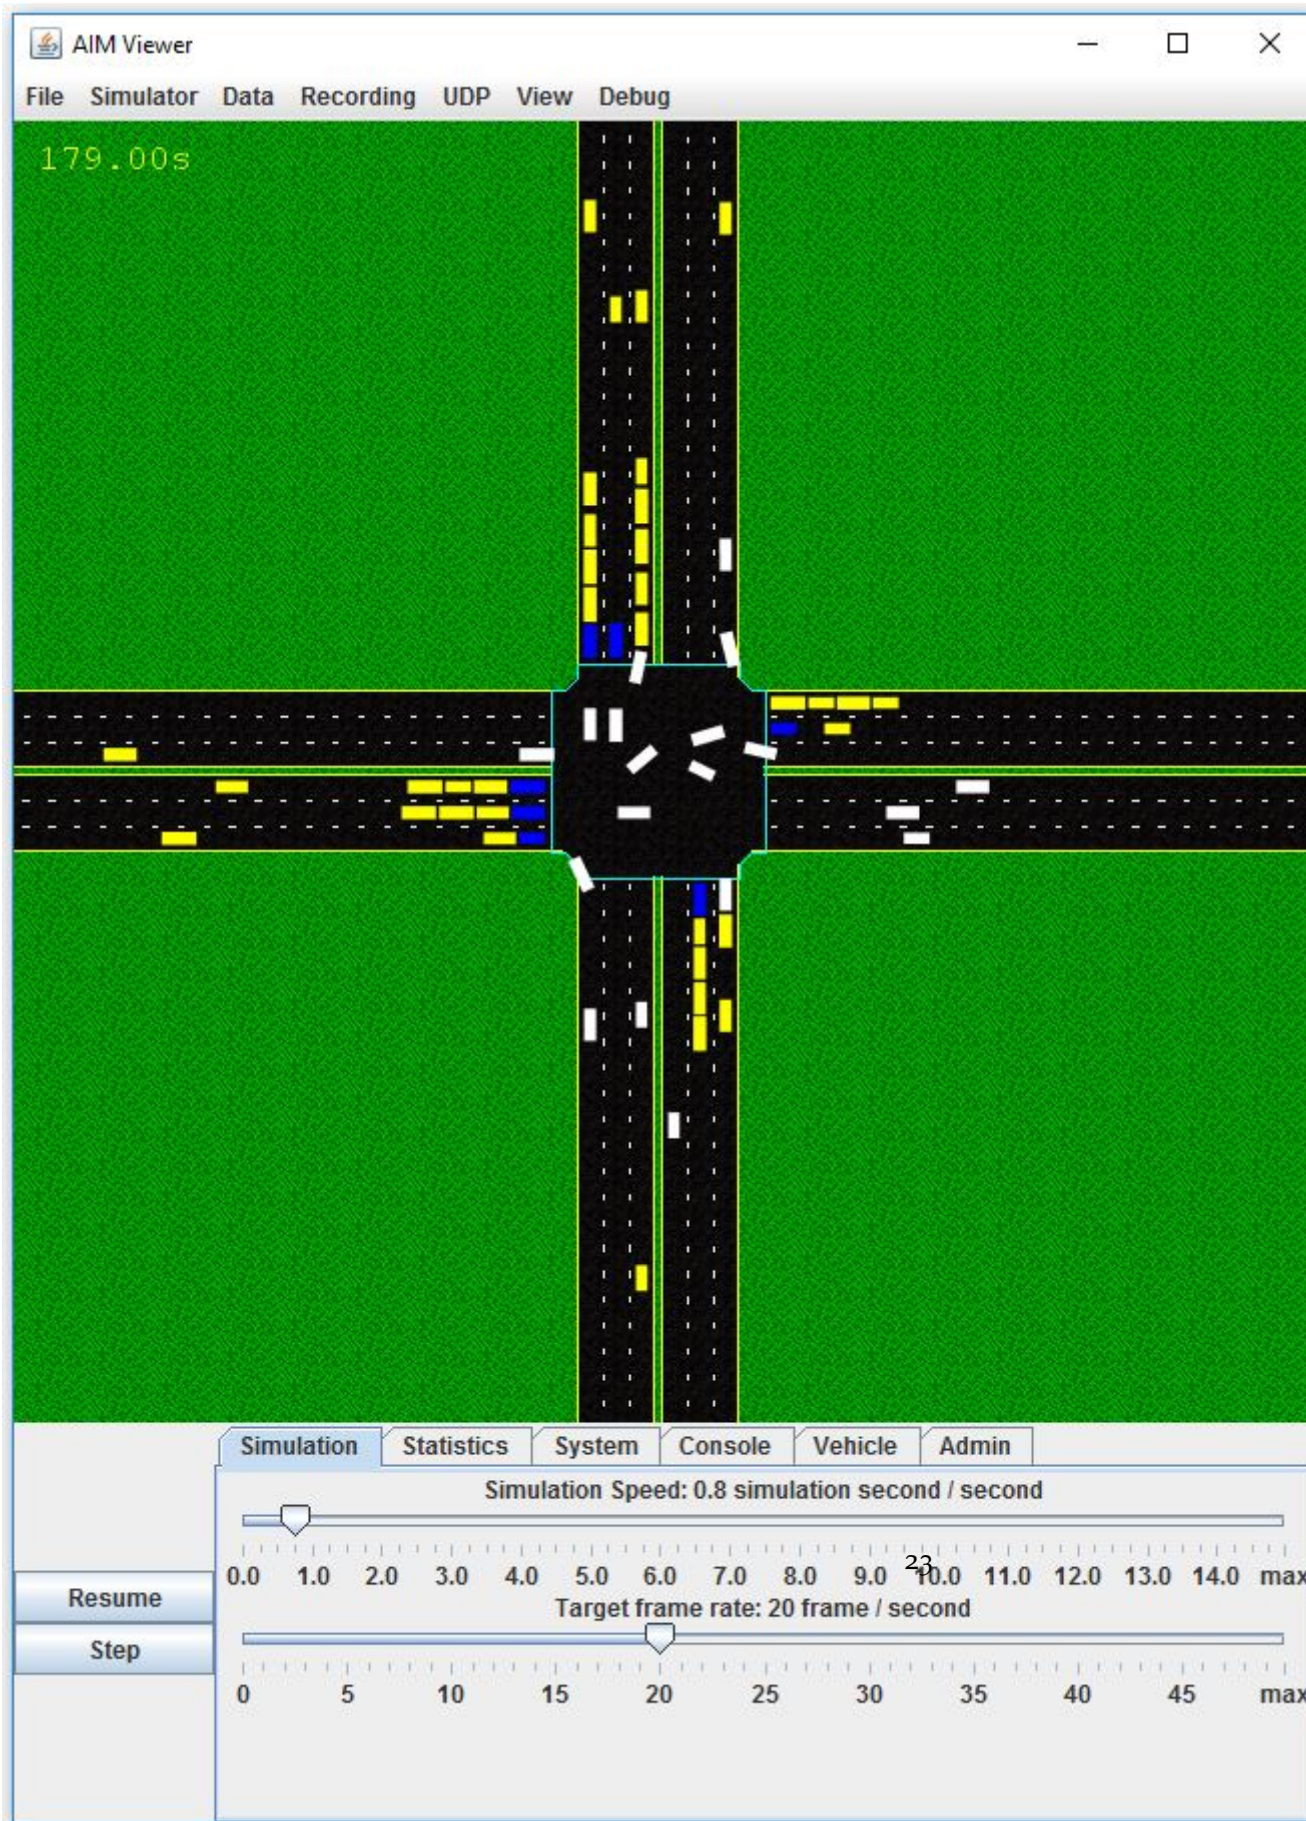 AIM Viewer
File Simulator Data Recording UDP View Debug
179.00s
Simulation Statistics System Console Vehicle Admin
Simulation Speed: 0.8 simulation second / second
0.0 1.0 2.0 3.0 4.0 5.0 6.0 7.0 8.0 9.0 10.0 11.0 12.0 13.0 14.0 max
23
Resume
Target frame rate: 20 frame / second
Step
0 5 10 15 20 25 30 35 40 45 max